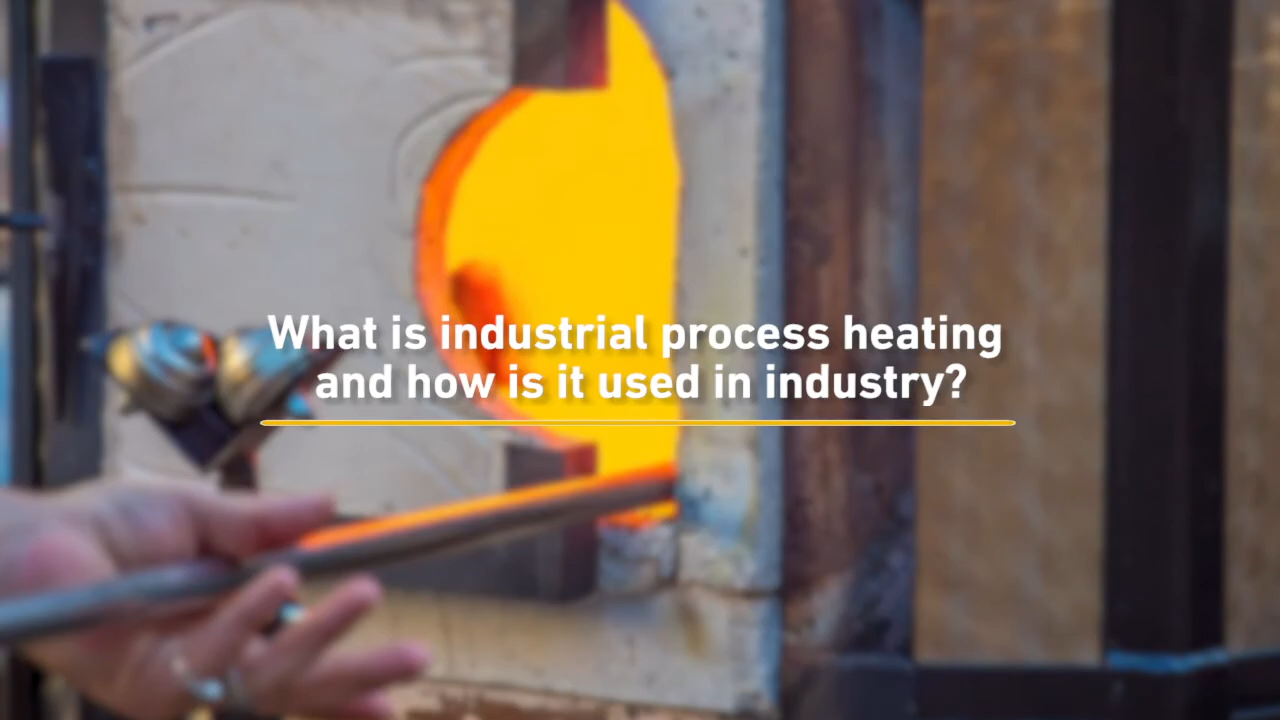 What is industrial process heating
and how is it used in industry?